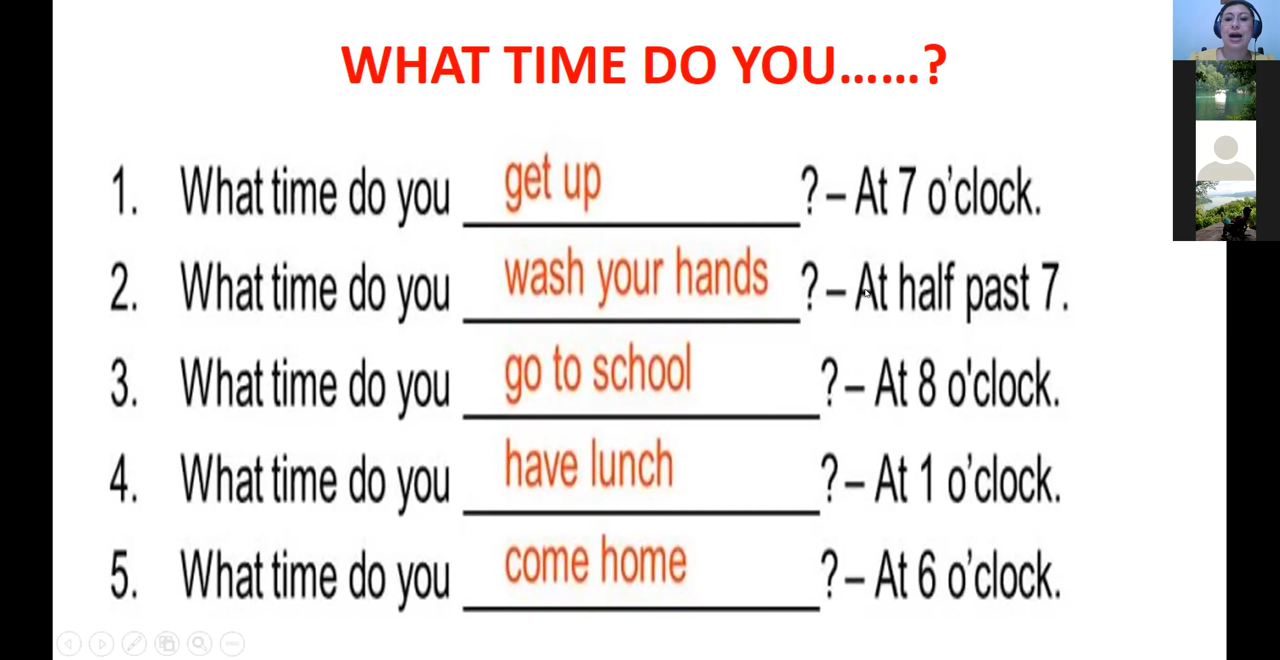 WHAT TIME DO YOU......?
1. What time do you get up ? – At 7 o'clock.
2. What time do you wash your hands ? – At half past 7.
3. What time do you go to school ? – At 8 o'clock.
4. What time do you have lunch ? – At 1 o'clock.
5. What time do you come home ? – At 6 o'clock.